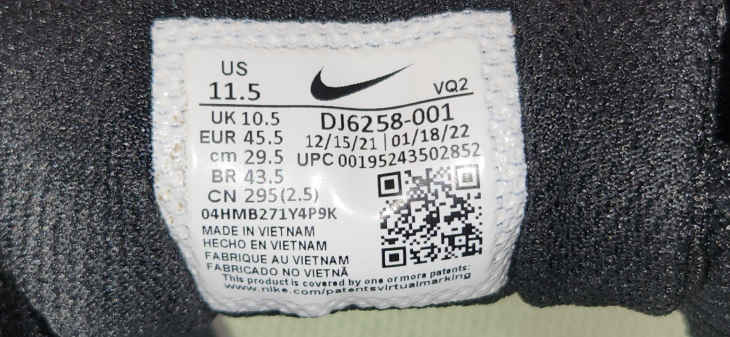 US
11.5
VQ2
UK 10.5
DJ6258-001
EUR 45.5
12/15/21 | 01/18/22
cm 29.5
UPC 00195243502852
BR 43.5
CN 295(2.5)
04HMB271Y4P9K
MADE IN VIETNAM
HECHO EN VIETNAM
FABRIQUE AU VIETNAM
FABRICADO NO VIETNÃ
This product is covered by one or more patents:
www.nike.com/patentsvirtualmarking